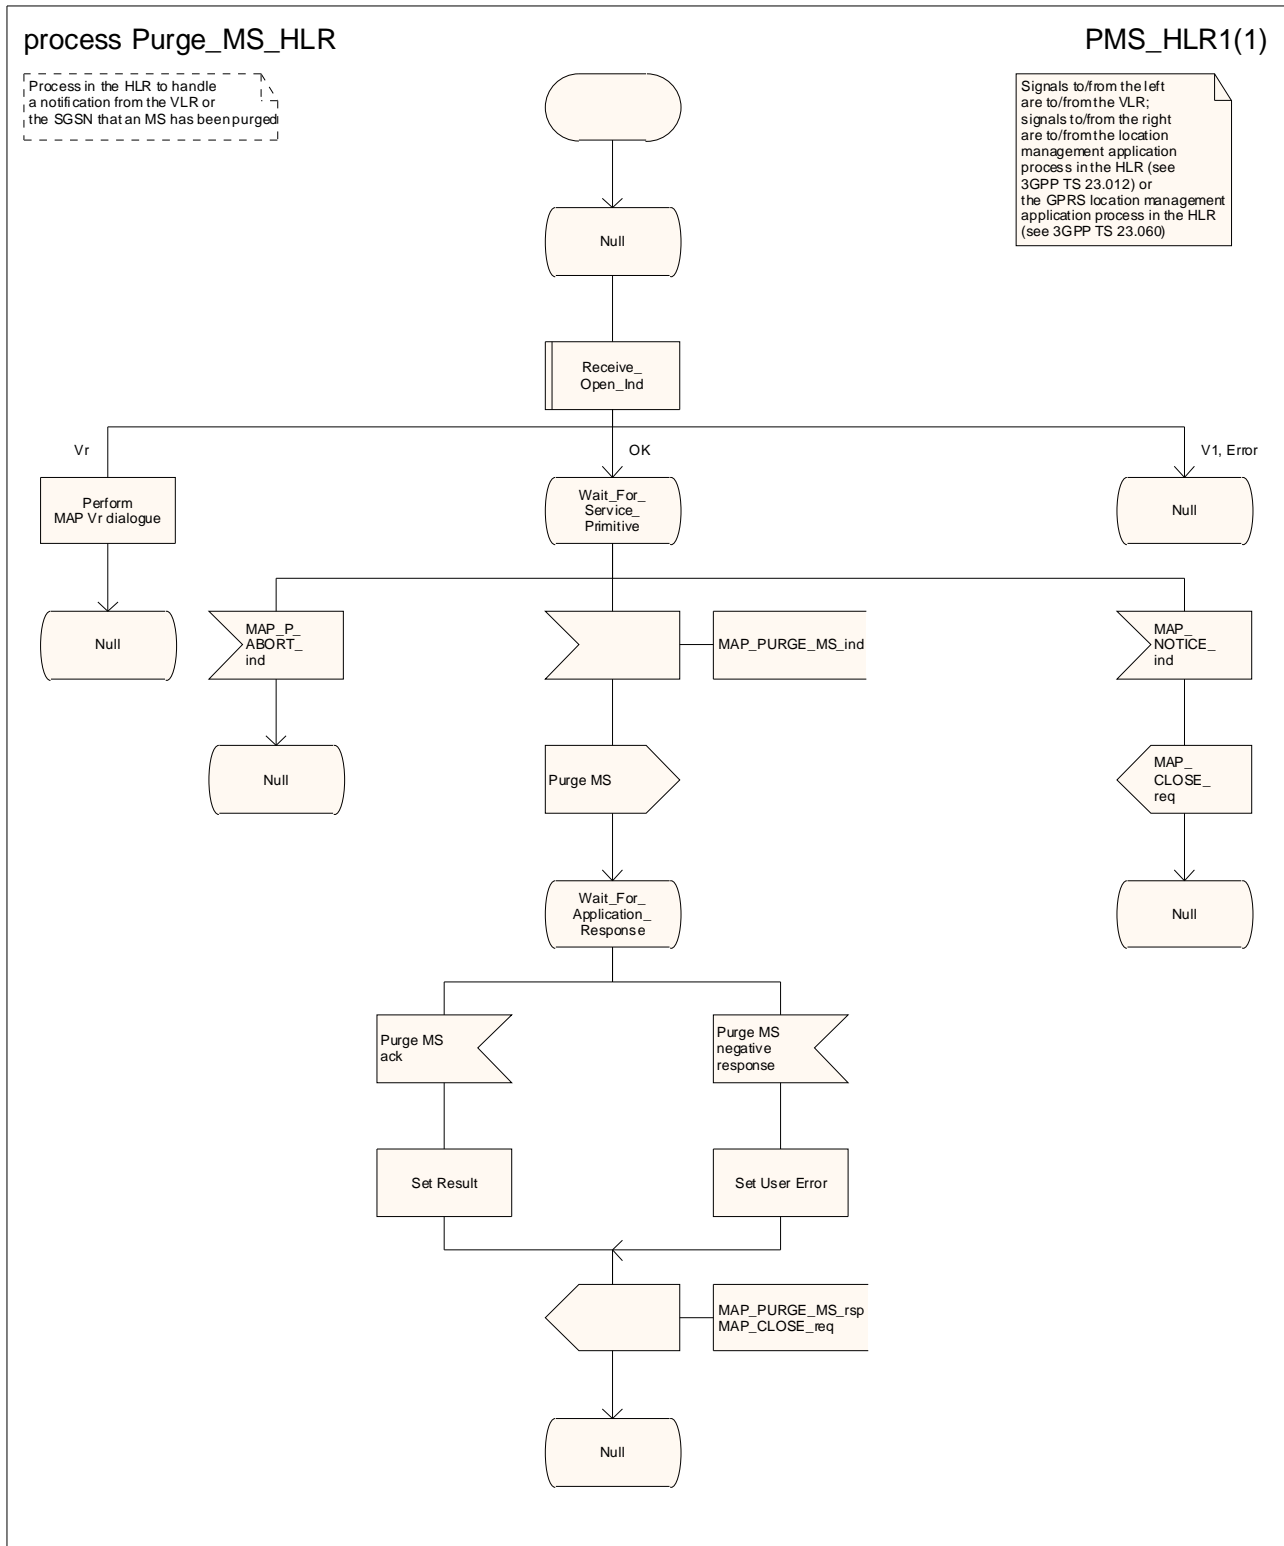 process Purge_MS_HLR
PMS_HLR1(1)
Process in the HLR to handle
a notification from the VLR or
the SGSN that an MS has been purged
Signals to/from the left
are to/from the VLR;
signals to/from the right
are to/from the location
management application
process in the HLR (see
3GPP TS 23.012) or
the GPRS location management
application process in the HLR
(see 3GPP TS 23.060)
Null
Receive_
Open_Ind
Vr
OK
V1, Error
Perform
MAP Vr dialogue
Wait_For_
Service_
Primitive
Null
Null
MAP_P_
ABORT_
ind
MAP_PURGE_MS_ind
MAP_
NOTICE_
ind
Null
Purge MS
MAP_
CLOSE_
req
Wait_For_
Application_
Response
Null
Purge MS
ack
Purge MS
negative
response
Set Result
Set User Error
MAP_PURGE_MS_rsp
MAP_CLOSE_req
Null